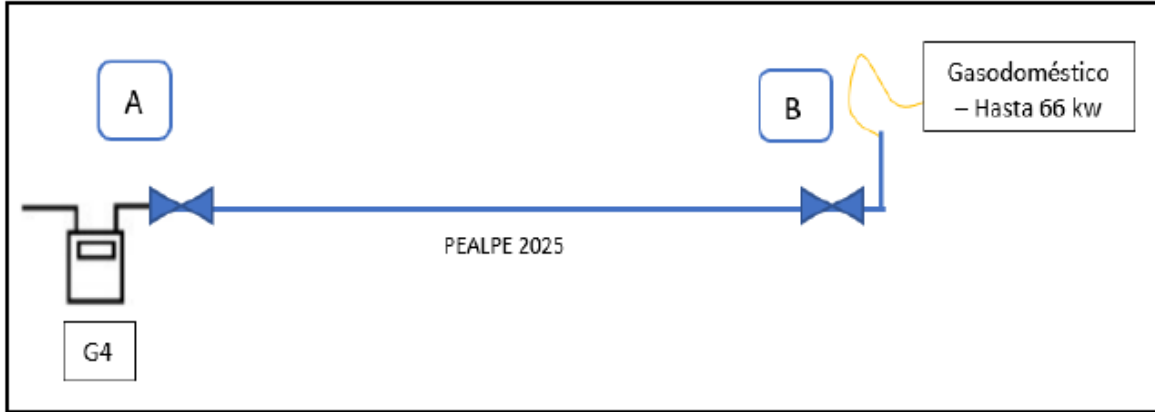 A
B
Gasodoméstico
– Hasta 66 kw
PEALPE 2025
G4